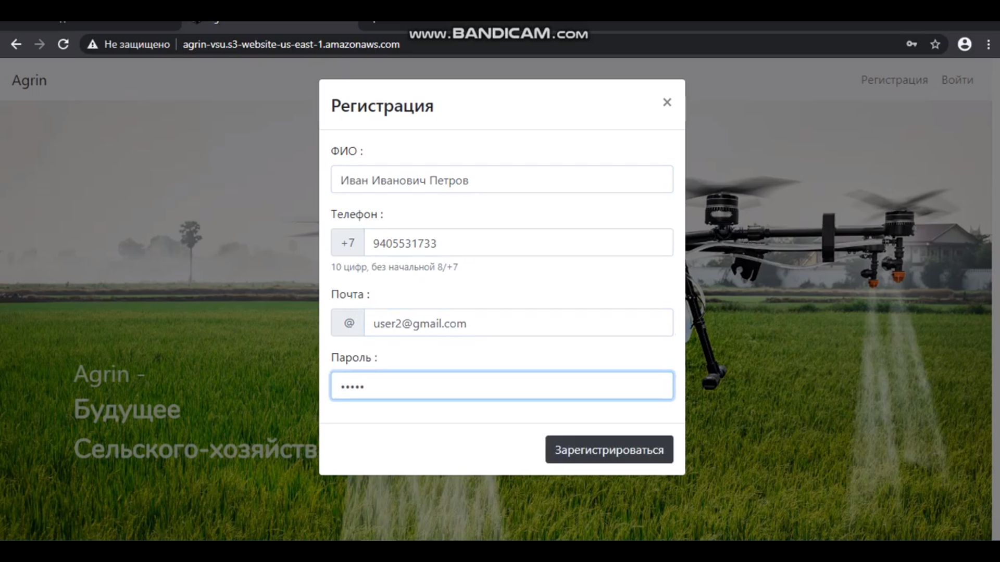 www.BANDICAM.com
Не защищено
agrin-vsu.s3-website-us-east-1.amazonaws.com
Agrin
Регистрация
Войти
Регистрация
×
ФИО :
Иван Иванович Петров
Телефон :
+7
9405531733
10 цифр, без начальной 8/+7
Почта :
@
user2@gmail.com
Пароль :
•••••
Зарегистрироваться
Agrin -
Будущее
Сельского-хозяйств